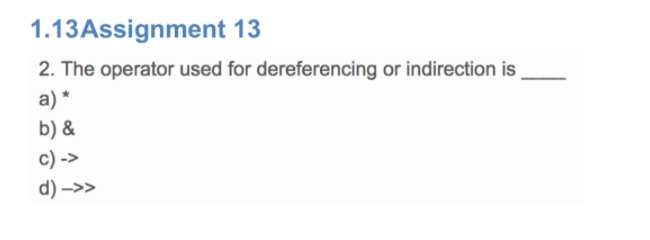 1.13Assignment 13
2. The operator used for dereferencing or indirection is ____
a) *
b) &
c) ->
d) –>>